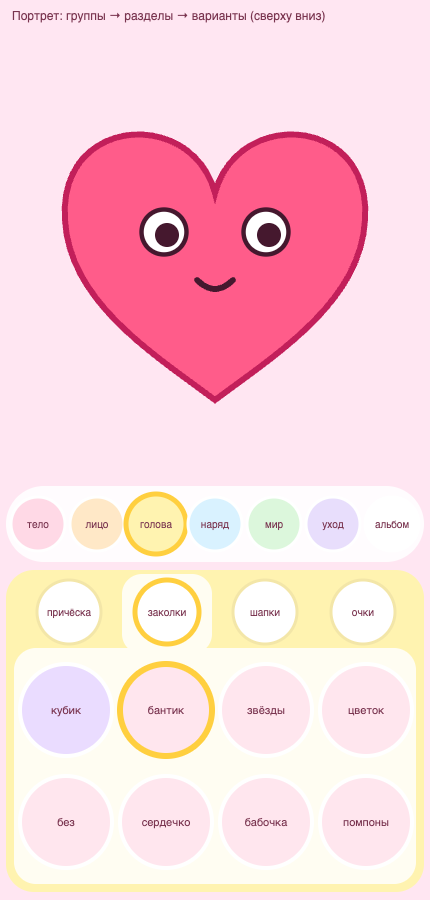 Портрет: группы → разделы → варианты (сверху вниз)
тело лицо голова наряд мир уход альбом
причёска заколки шапки очки
кубик бантик звёзды цветок
без сердечко бабочка помпоны